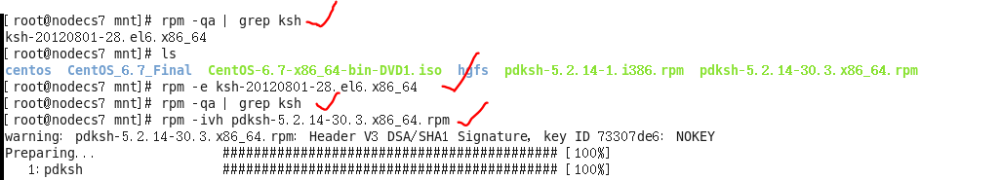 [root@nodecs7 mnt]# rpm -qa | grep ksh
ksh-20120801-28.el6.x86_64
[root@nodecs7 mnt]# ls
centos  CentOS_6.7_Final  CentOS-6.7-x86_64-bin-DVD1.iso  hgfs  pdksh-5.2.14-1.i386.rpm  pdksh-5.2.14-30.3.x86_64.rpm
[root@nodecs7 mnt]# rpm -e ksh-20120801-28.el6.x86_64
[root@nodecs7 mnt]# rpm -qa | grep ksh
[root@nodecs7 mnt]# rpm -ivh pdksh-5.2.14-30.3.x86_64.rpm
warning: pdksh-5.2.14-30.3.x86_64.rpm: Header V3 DSA/SHA1 Signature, key ID 73307de6: NOKEY
Preparing...                ########################################### [100%]
   1:pdksh                  ########################################### [100%]